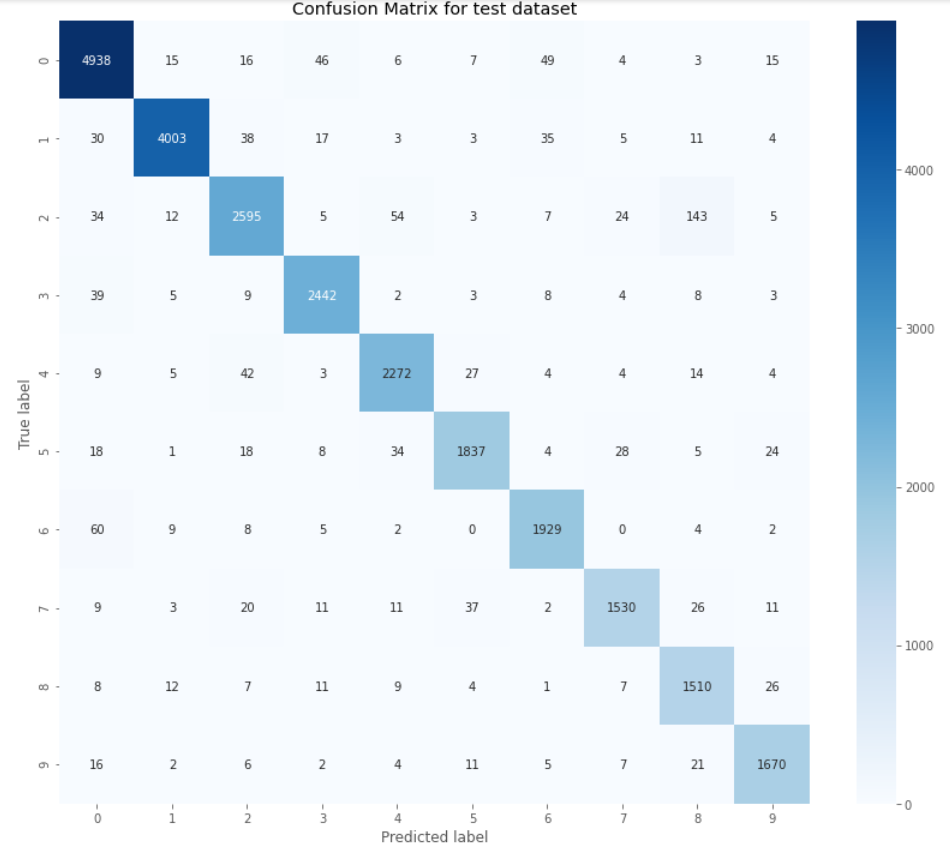 Confusion Matrix for test dataset
0 4938 15 16 46 6 7 49 4 3 15
1 30 4003 38 17 3 3 35 5 11 4
4000
2 34 12 2595 5 54 3 7 24 143 5
3 39 5 9 2442 2 3 8 4 8 3
3000
4 9 5 42 3 2272 27 4 4 14 4
True label
5 18 1 18 8 34 1837 4 28 5 24
2000
6 60 9 8 5 2 0 1929 0 4 2
7 9 3 20 11 11 37 2 1530 26 11
1000
8 8 12 7 11 9 4 1 7 1510 26
9 16 2 6 2 4 11 5 7 21 1670
0
0 1 2 3 4 5 6 7 8 9
Predicted label